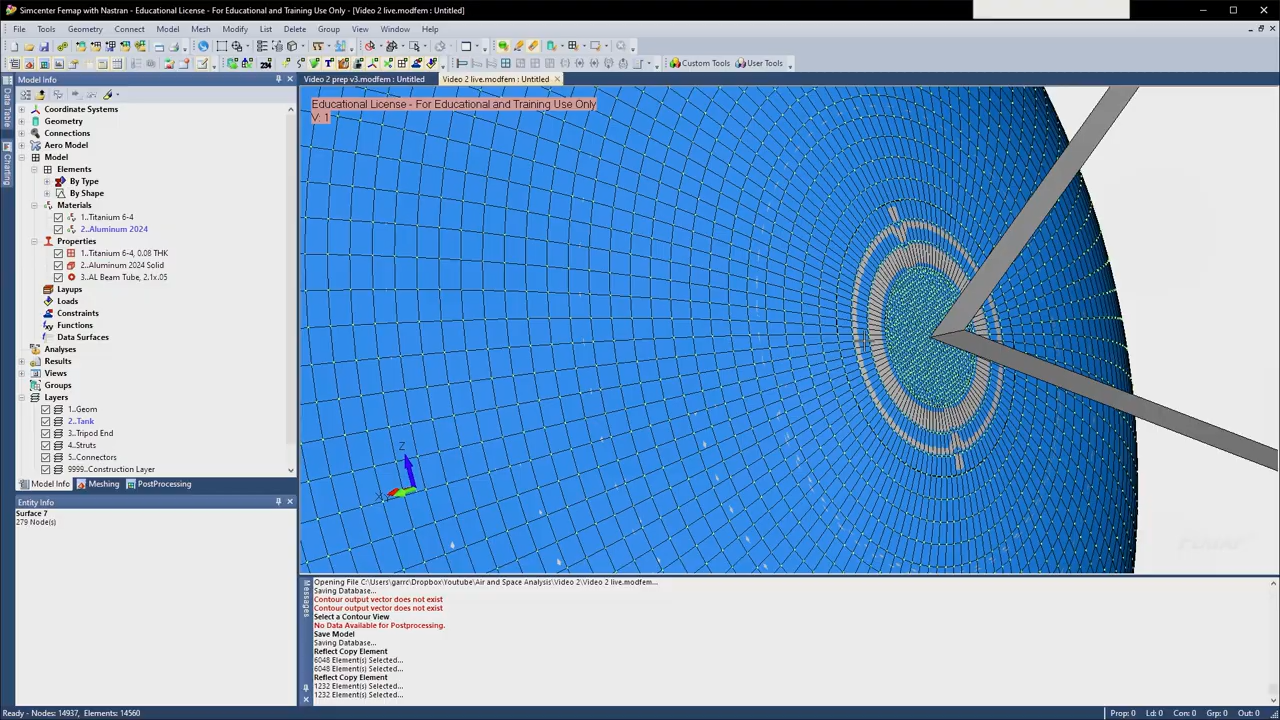 Simcenter Femap with Nastran - Educational License - For Educational and Training Use Only - [Video 2 live.modfem : Untitled]
File Tools Geometry Connect Model Mesh Modify List Delete Group View Window Help
Custom Tools User Tools
Model Info
Video 2 prep v3.modfem : Untitled
Video 2 live.modfem : Untitled
Data Table
Charting
Coordinate Systems
Geometry
Connections
Aero Model
Model
Elements
By Type
By Shape
Materials
1..Titanium 6-4
2..Aluminum 2024
Properties
1..Titanium 6-4, 0.08 THK
2..Aluminum 2024 Solid
3..AL Beam Tube, 2.1x.05
Layups
Loads
Constraints
Functions
Data Surfaces
Analyses
Results
Views
Groups
Layers
1..Geom
2..Tank
3..Tripod End
4..Struts
5..Connectors
9999..Construction Layer
Model Info Meshing PostProcessing
Entity Info
Surface 7
279 Node(s)
Educational License - For Educational and Training Use Only
V: 1
Z
X
Messages
Opening File C:\Users\garrc\Dropbox\Youtube\Air and Space Analysis\Video 2\Video 2 live.modfem...
Saving Database...
Contour output vector does not exist
Contour output vector does not exist
Select a Contour View
No Data Available for Postprocessing.
Save Model
Saving Database...
Reflect Copy Element
6048 Element(s) Selected...
6048 Element(s) Selected...
Reflect Copy Element
1232 Element(s) Selected...
1232 Element(s) Selected...
Ready - Nodes: 14937, Elements: 14560
Prop: 0 Ld: 0 Con: 0 Grp: 0 Out: 0